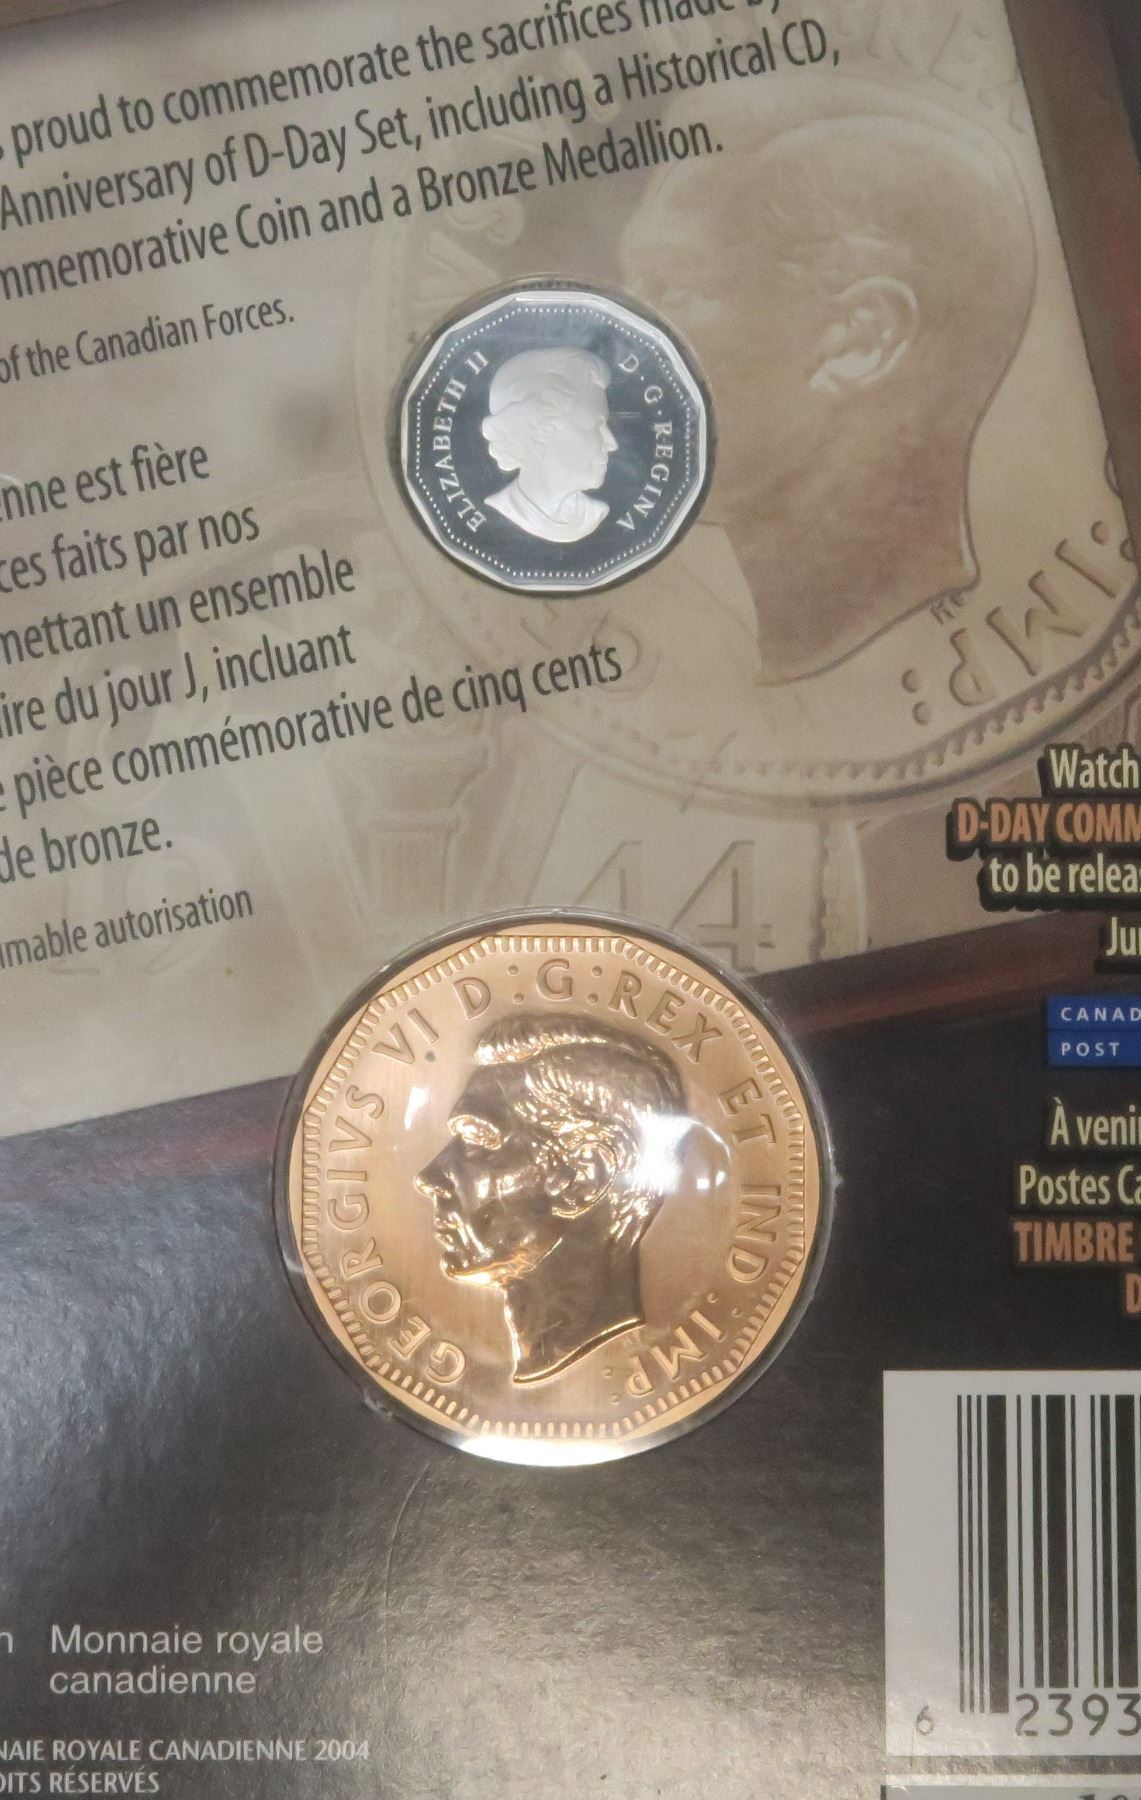 proud to commemorate the sacrifices made by
Anniversary of D-Day Set, including a Historical CD,
mmemorative Coin and a Bronze Medallion.
of the Canadian Forces.
ELIZABETH II D·G·REGINA
enne est fière
ces faits par nos
mettant un ensemble
ire du jour J, incluant
e pièce commémorative de cinq cents
de bronze.
imable autorisation
IMP:
44
Watch
D-DAY COMM
to be relea
Ju
CANAD
POST
À veni
Postes Ca
TIMBRE
D
GEORGIVS VI D:G:REX ET IND:IMP:
n Monnaie royale
canadienne
NAIE ROYALE CANADIENNE 2004
OITS RÉSERVÉS
6 2393